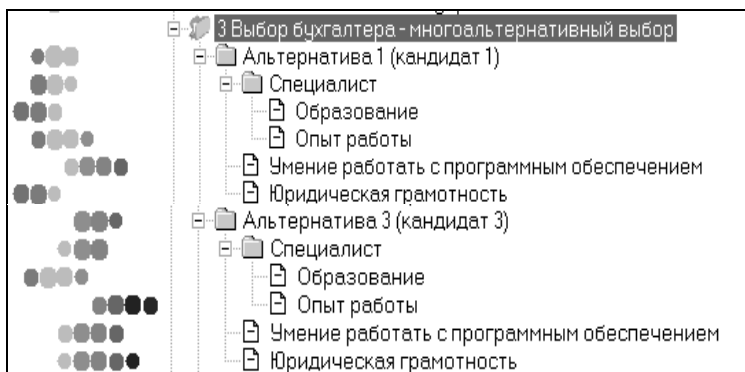 3 Выбор бухгалтера - многоальтернативный выбор
Альтернатива 1 (кандидат 1)
Специалист
Образование
Опыт работы
Умение работать с программным обеспечением
Юридическая грамотность
Альтернатива 3 (кандидат 3)
Специалист
Образование
Опыт работы
Умение работать с программным обеспечением
Юридическая грамотность